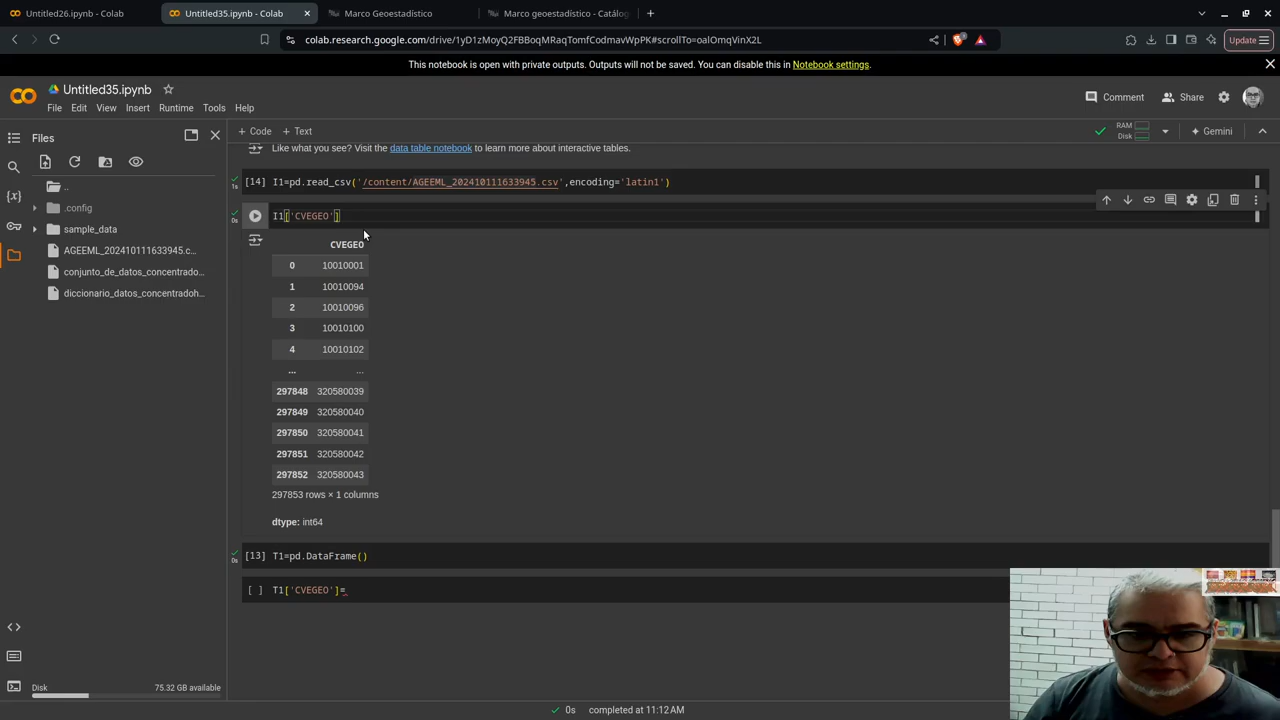 Untitled26.ipynb - Colab
Untitled35.ipynb - Colab
Marco Geoestadístico
Marco geoestadístico - Catálog
colab.research.google.com/drive/1yD1zMoyQ2FBBoqMRaqTomfCodmavWpPK#scrollTo=oalOmqVinX2L
Update
This notebook is open with private outputs. Outputs will not be saved. You can disable this in Notebook settings.
Untitled35.ipynb
File Edit View Insert Runtime Tools Help
Comment
Share
Files
+ Code + Text
RAM
Disk
Gemini
Like what you see? Visit the data table notebook to learn more about interactive tables.
..
.config
sample_data
AGEEML_202410111633945.c...
conjunto_de_datos_concentrado...
diccionario_datos_concentradoh...
[14] I1=pd.read_csv('/content/AGEEML_202410111633945.csv',encoding='latin1')
1s
I1['CVEGEO']
0s
CVEGEO
0 10010001
1 10010094
2 10010096
3 10010100
4 10010102
... ...
297848 320580039
297849 320580040
297850 320580041
297851 320580042
297852 320580043
297853 rows × 1 columns
dtype: int64
[13] T1=pd.DataFrame()
0s
[ ] T1['CVEGEO']=
Disk
75.32 GB available
0s completed at 11:12 AM